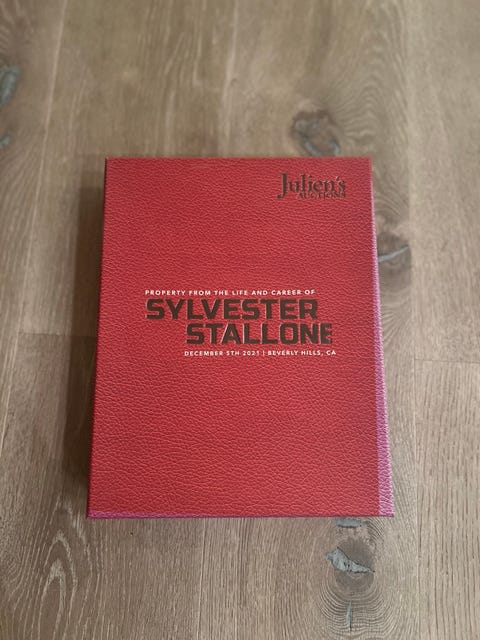 Julien's
AUCTIONS
PROPERTY FROM THE LIFE AND CAREER OF
SYLVESTER
STALLONE
DECEMBER 5TH 2021 | BEVERLY HILLS, CA